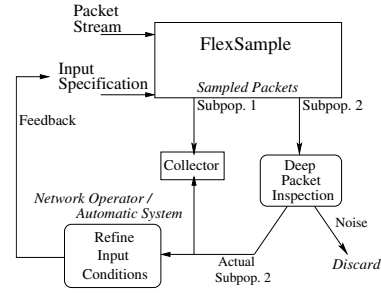 Packet
Stream
FlexSample
Input
Specification
Sampled Packets
Subpop. 1
Subpop. 2
Feedback
Collector
Deep
Packet
Inspection
Network Operator /
Automatic System
Noise
Refine
Input
Conditions
Actual
Subpop. 2
Discard